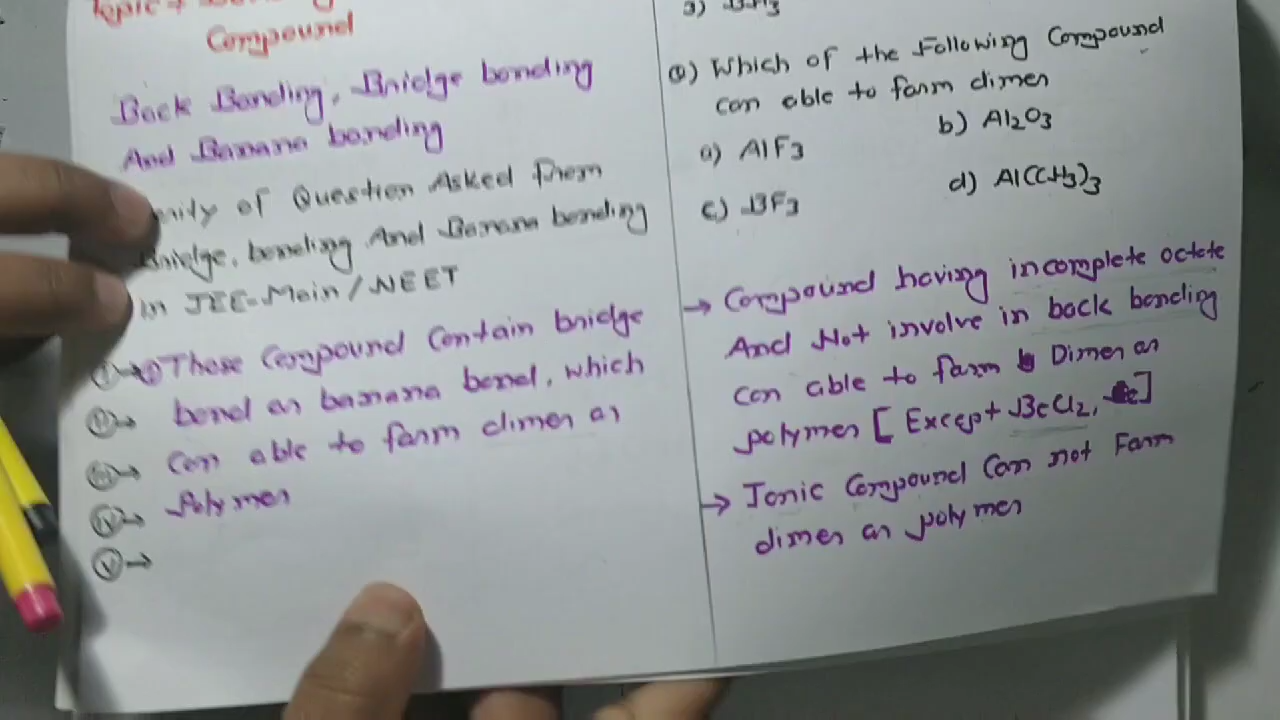 Compound
Back Bonding, Bridge bonding
And Banana bonding
of Question Asked From
Bridge, bonding And Banana bonding
in JEE-Main/NEET
(I)→ These Compound Contain bridge
(II)→ bond or banana bond, which
(III)→ Can able to form dimer or
(IV)→ Polymer
(V)→
Q) Which of the Following Compound
can able to form dimer
a) AlF3 b) Al2O3
c) BF3 d) Al(CH3)3
→ Compound having incomplete octete
And Not involve in back bonding
can able to form Dimer or
polymer [Except BeCl2, ]
→ Ionic Compound Can not Form
dimer or polymer